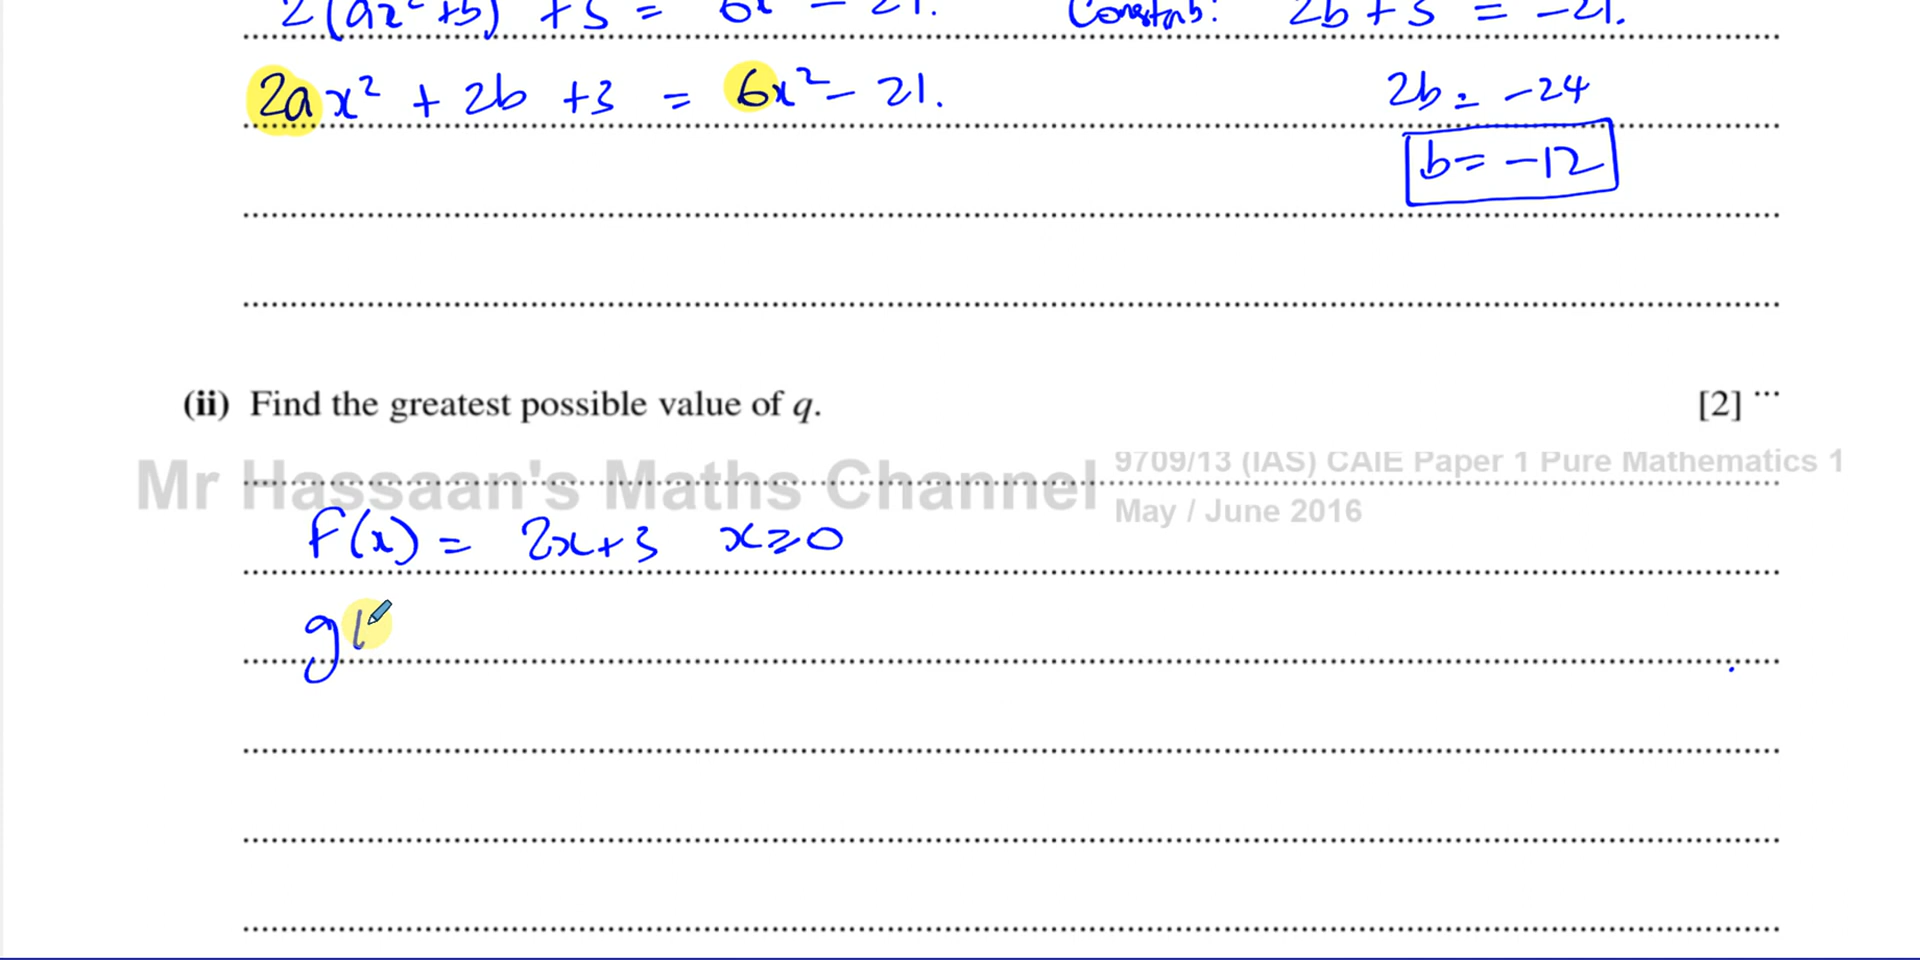 2(ax² + b) + 3 = 6x² - 21. Constants: 2b + 3 = -21.
2ax² + 2b + 3 = 6x² - 21. 2b = -24
b = -12
(ii) Find the greatest possible value of q. [2] ...
Mr Hassaan's Maths Channel 9709/13 (IAS) CAIE Paper 1 Pure Mathematics 1
May / June 2016
f(x) = 2x+3 x≥0
g(